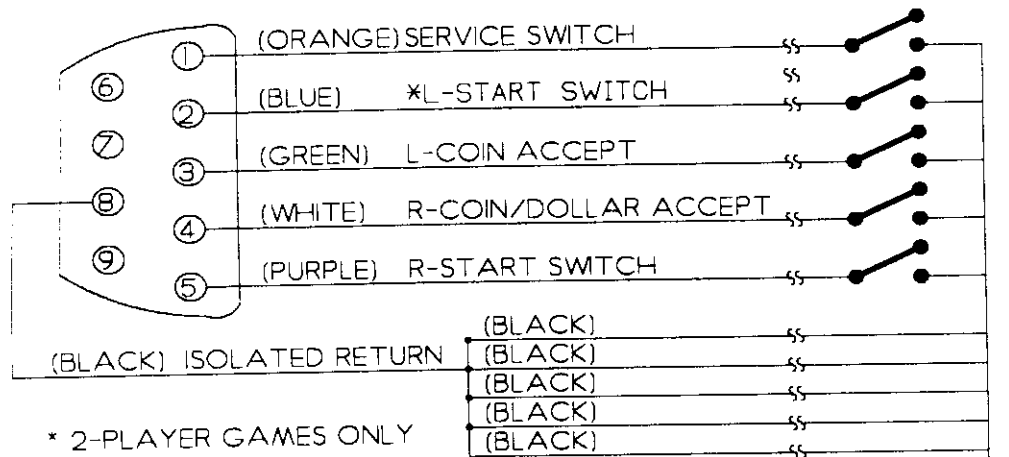 1 (ORANGE) SERVICE SWITCH
6
2 (BLUE) *L-START SWITCH
7
3 (GREEN) L-COIN ACCEPT
8
4 (WHITE) R-COIN/DOLLAR ACCEPT
9
5 (PURPLE) R-START SWITCH
(BLACK)
(BLACK) ISOLATED RETURN (BLACK)
(BLACK)
(BLACK)
* 2-PLAYER GAMES ONLY (BLACK)